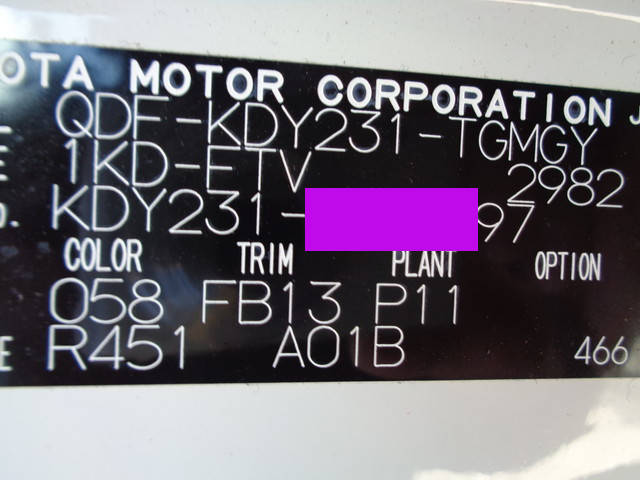 OTA MOTOR CORPORATION J
QDF-KDY231-TGMGY
1KD-FTV 2982
KDY231- 97
COLOR TRIM PLANT OPTION
058 FB13 P11
E R451 A01B 466